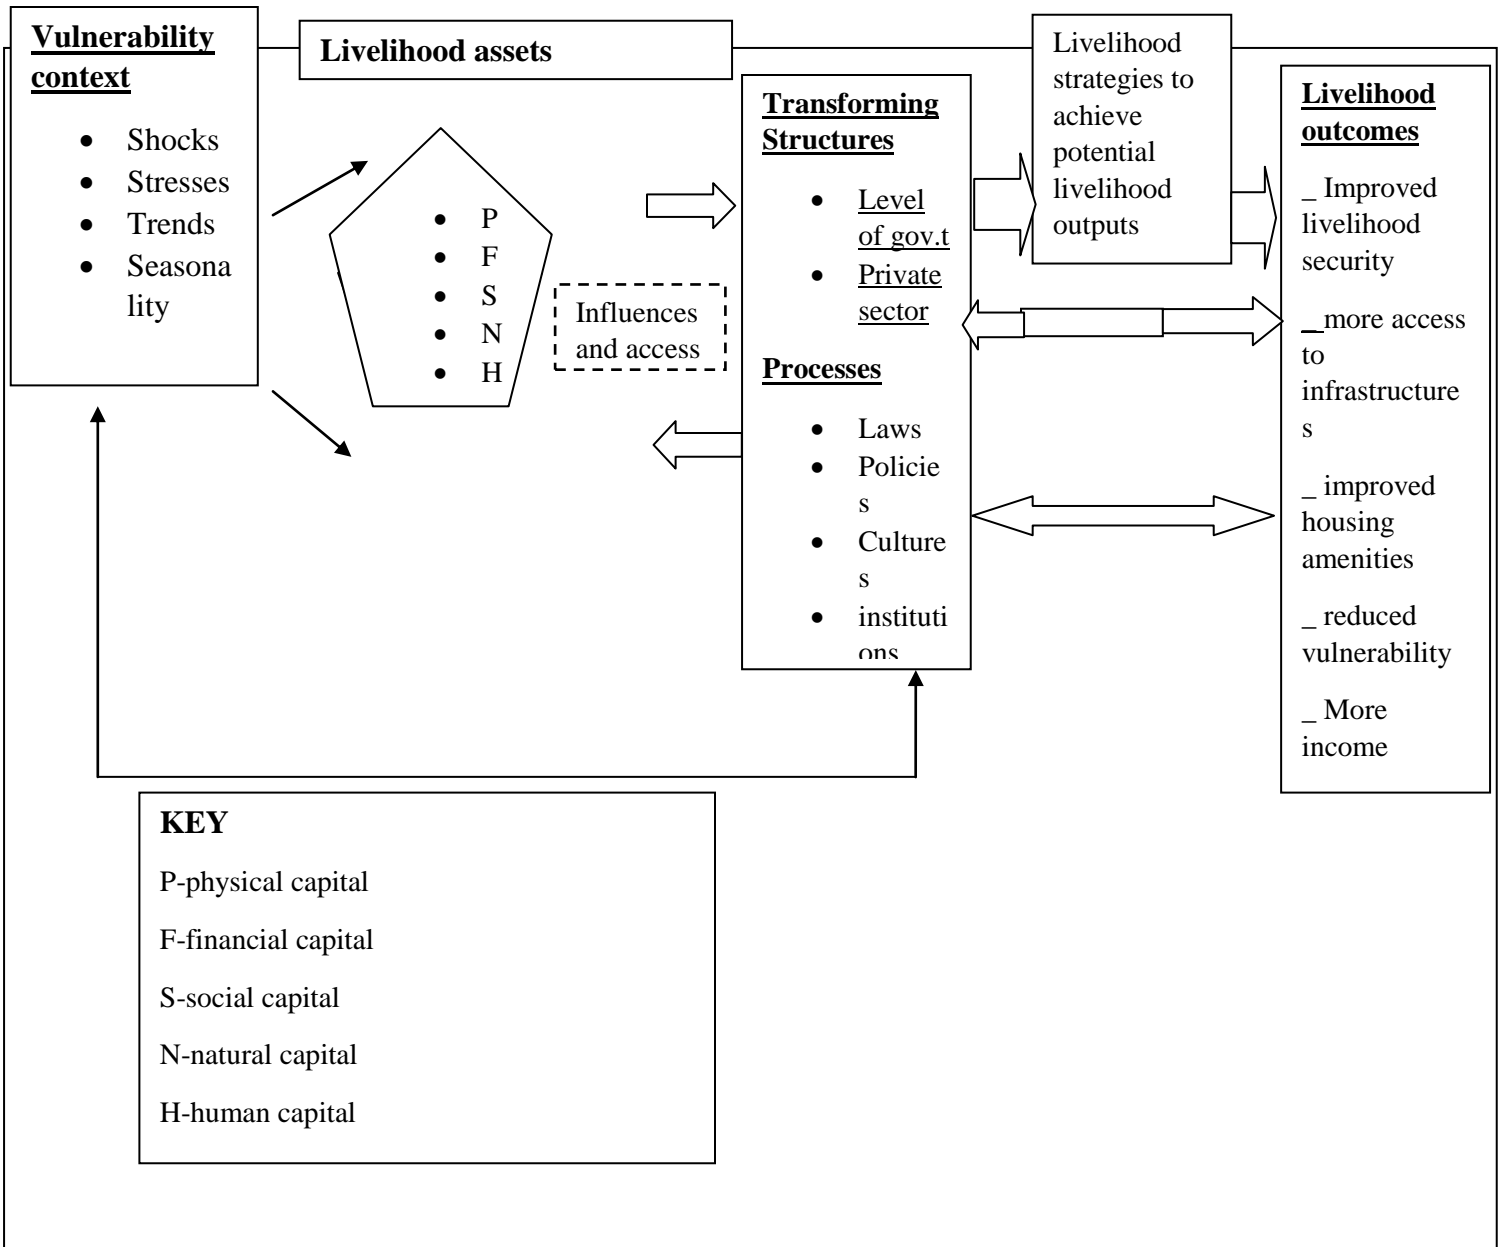 Vulnerability
context
• Shocks
• Stresses
• Trends
• Seasona
lity
Livelihood assets
• P
• F
• S
• N
• H
Influences
and access
Transforming
Structures
• Level
of gov.t
• Private
sector
Processes
• Laws
• Policie
s
• Culture
s
• instituti
ons
Livelihood
strategies to
achieve
potential
livelihood
outputs
Livelihood
outcomes
_ Improved
livelihood
security
_ more access
to
infrastructure
s
_ improved
housing
amenities
_ reduced
vulnerability
_ More
income
KEY
P-physical capital
F-financial capital
S-social capital
N-natural capital
H-human capital